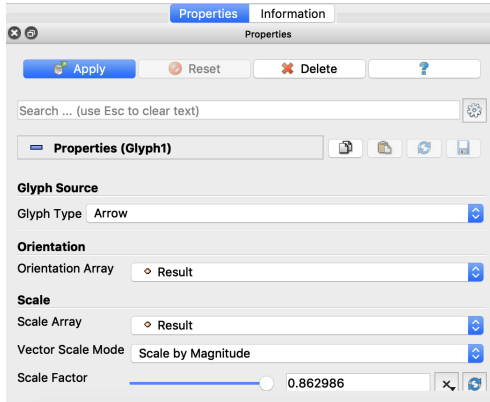 Properties Information
Properties
Apply Reset Delete ?
Search ... (use Esc to clear text)
Properties (Glyph1)
Glyph Source
Glyph Type Arrow
Orientation
Orientation Array Result
Scale
Scale Array Result
Vector Scale Mode Scale by Magnitude
Scale Factor 0.862986